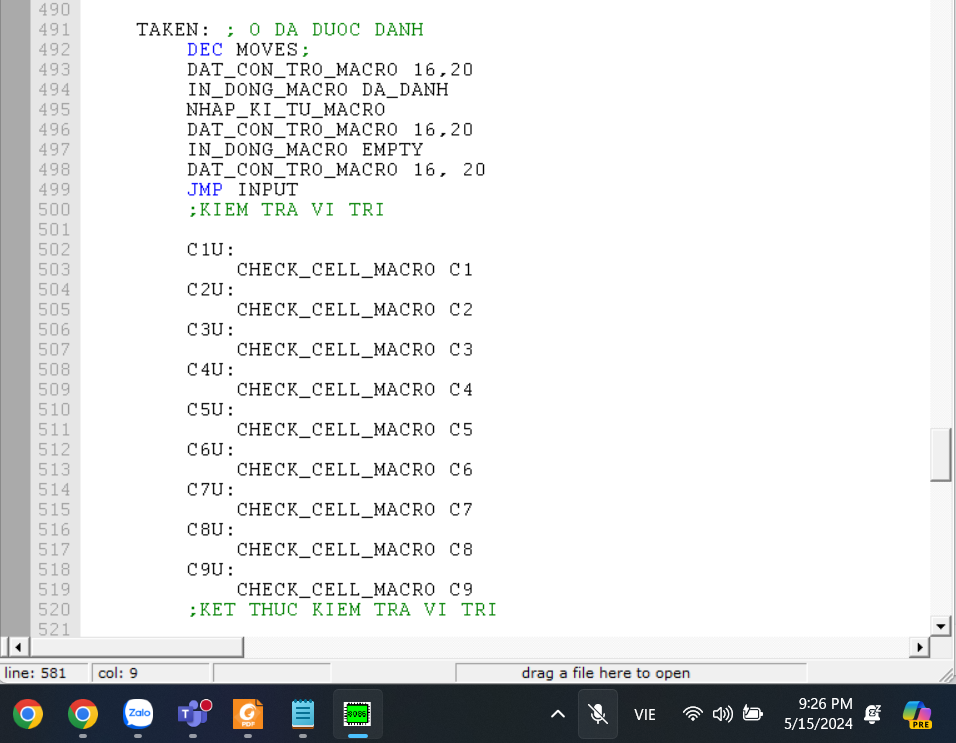 490
491 TAKEN: ; O DA DUOC DANH
492 DEC MOVES;
493 DAT_CON_TRO_MACRO 16,20
494 IN_DONG_MACRO DA_DANH
495 NHAP_KI_TU_MACRO
496 DAT_CON_TRO_MACRO 16,20
497 IN_DONG_MACRO EMPTY
498 DAT_CON_TRO_MACRO 16, 20
499 JMP INPUT
500 ;KIEM TRA VI TRI
501
502 C1U:
503 CHECK_CELL_MACRO C1
504 C2U:
505 CHECK_CELL_MACRO C2
506 C3U:
507 CHECK_CELL_MACRO C3
508 C4U:
509 CHECK_CELL_MACRO C4
510 C5U:
511 CHECK_CELL_MACRO C5
512 C6U:
513 CHECK_CELL_MACRO C6
514 C7U:
515 CHECK_CELL_MACRO C7
516 C8U:
517 CHECK_CELL_MACRO C8
518 C9U:
519 CHECK_CELL_MACRO C9
520 ;KET THUC KIEM TRA VI TRI
521
line: 581 col: 9 drag a file here to open
Zalo PDF 8086 VIE 9:26 PM PRE
5/15/2024